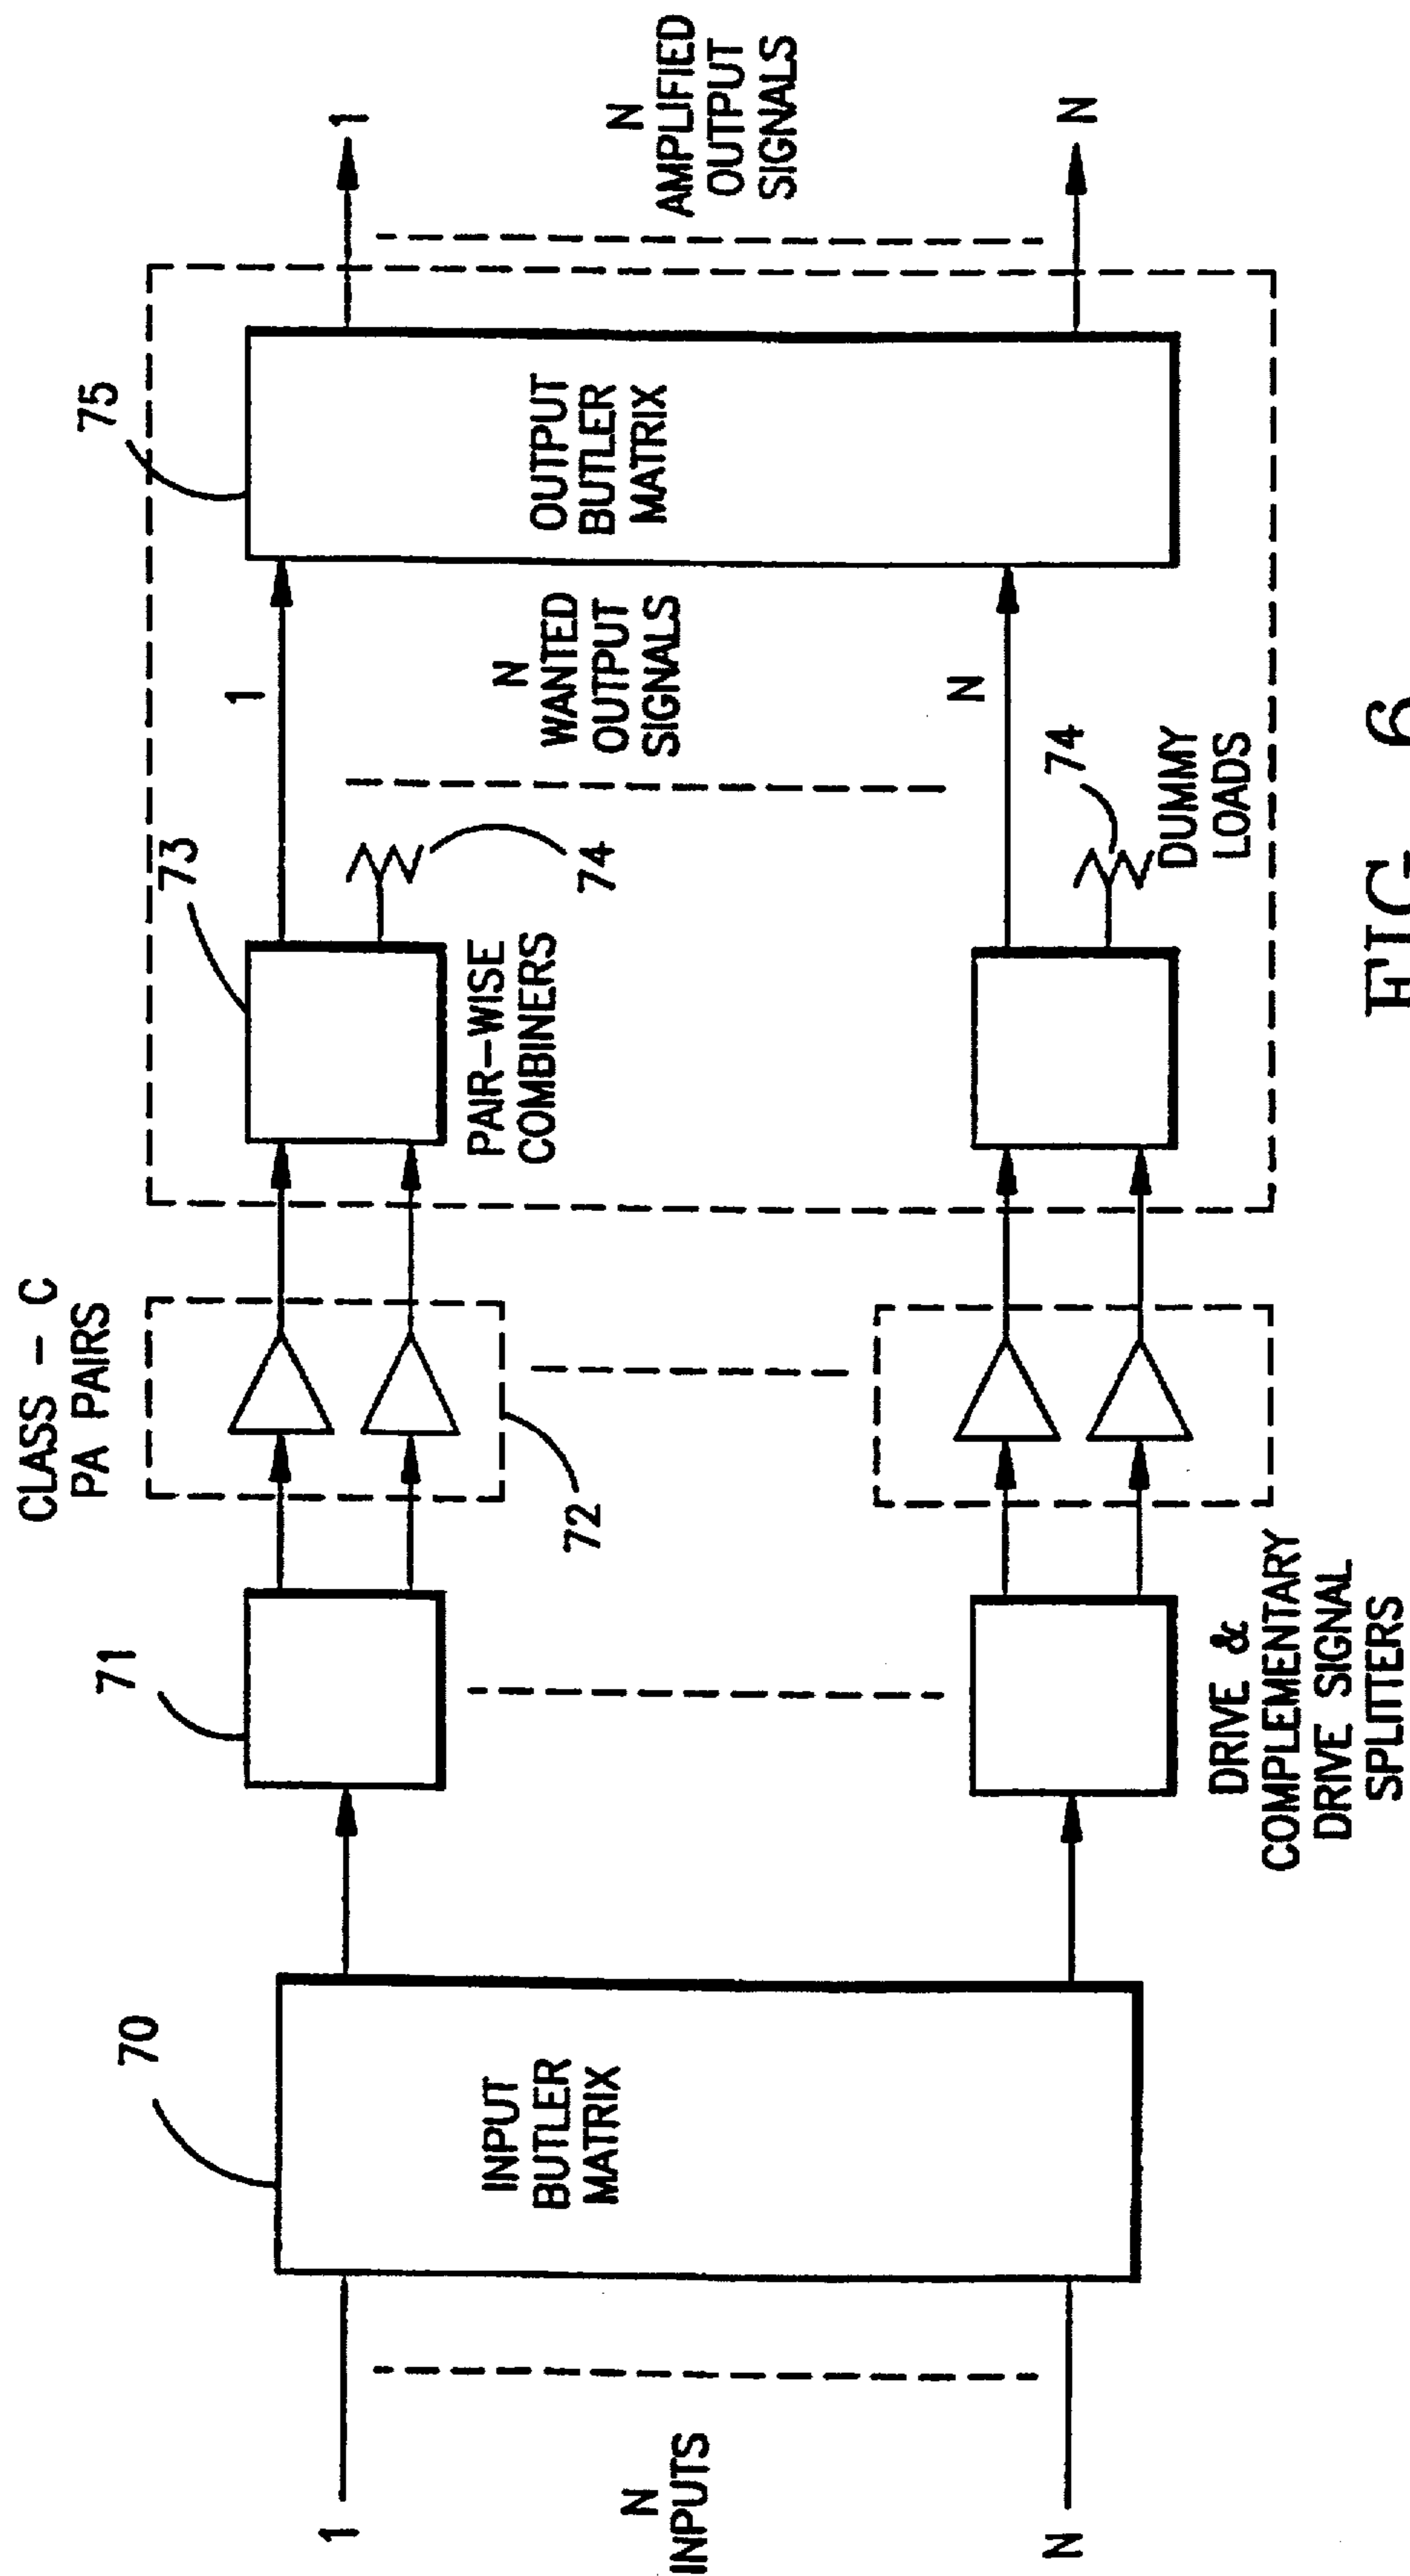 1
N
INPUTS
N
70
INPUT
BUTLER
MATRIX
71
DRIVE &
COMPLEMENTARY
DRIVE SIGNAL
SPLITTERS
CLASS - C
PA PAIRS
72
73
PAIR-WISE
COMBINERS
74
74
DUMMY
LOADS
1
N
WANTED
OUTPUT
SIGNALS
N
75
OUTPUT
BUTLER
MATRIX
1
N
AMPLIFIED
OUTPUT
SIGNALS
N
FIG. 6